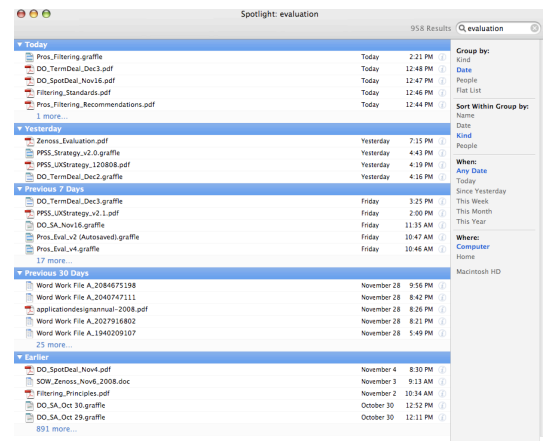 Spotlight: evaluation
958 Results evaluation
Today
Pros_Filtering.graffle Today 2:21 PM
DO_TermDeal_Dec3.pdf Today 12:48 PM
DO_SpotDeal_Nov16.pdf Today 12:47 PM
Filtering_Standards.pdf Today 12:46 PM
Pros_Filtering_Recommendations.pdf Today 12:44 PM
1 more...
Yesterday
Zenoss_Evaluation.pdf Yesterday 7:15 PM
PPSS_Strategy_v2.0.graffle Yesterday 4:43 PM
PPSS_UXStrategy_120808.pdf Yesterday 4:19 PM
DO_TermDeal_Dec2.graffle Yesterday 4:16 PM
Previous 7 Days
DO_TermDeal_Dec3.graffle Friday 3:25 PM
PPSS_UXStrategy_v2.1.pdf Friday 2:00 PM
DO_SA_Nov16.graffle Friday 11:35 AM
Pros_Eval_v2 (Autosaved).graffle Friday 10:47 AM
Pros_Eval_v4.graffle Friday 10:46 AM
17 more...
Previous 30 Days
Word Work File A_2084675198 November 28 9:56 PM
Word Work File A_2040747111 November 28 8:42 PM
applicationdesignannual-2008.pdf November 28 8:26 PM
Word Work File A_2027916802 November 28 8:21 PM
Word Work File A_1940209107 November 28 5:49 PM
25 more...
Earlier
DO_SpotDeal_Nov4.pdf November 4 8:30 PM
SOW_Zenoss_Nov6_2008.doc November 3 9:13 AM
Filtering_Principles.pdf November 2 10:34 AM
DO_SA_Oct 30.graffle October 30 12:52 PM
DO_SA_Oct 29.graffle October 30 12:11 PM
891 more...
Group by:
Kind
Date
People
Flat List
Sort Within Group by:
Name
Date
Kind
People
When:
Any Date
Today
Since Yesterday
This Week
This Month
This Year
Where:
Computer
Home
Macintosh HD